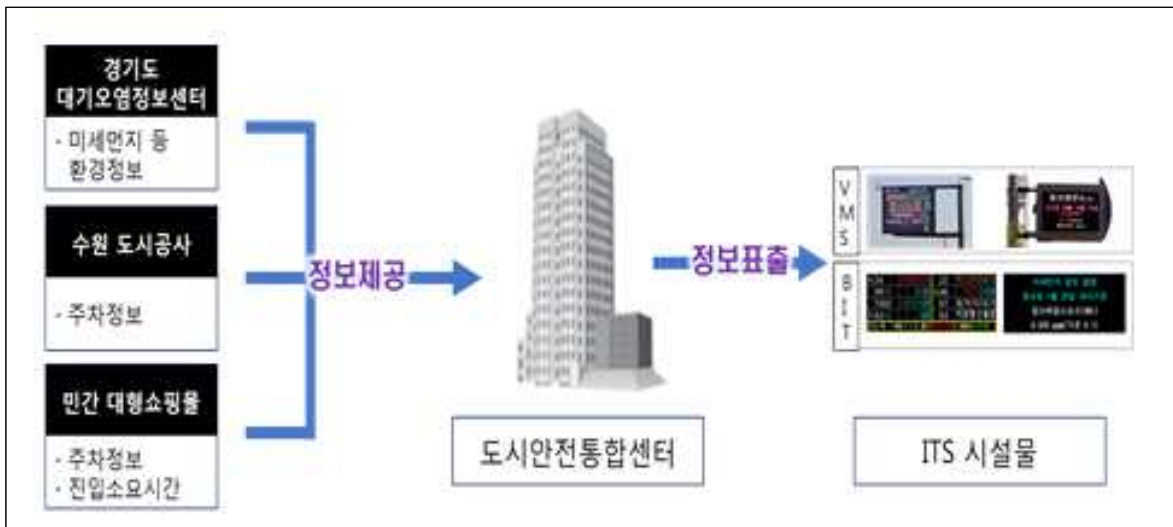 경기도
대기오염정보센터
- 미세먼지 등
환경정보
수원 도시공사
- 주차정보
민간 대형쇼핑몰
- 주차정보
- 진입소요시간
정보제공
도시안전통합센터
정보표출
VMS
BIT
ITS 시설물